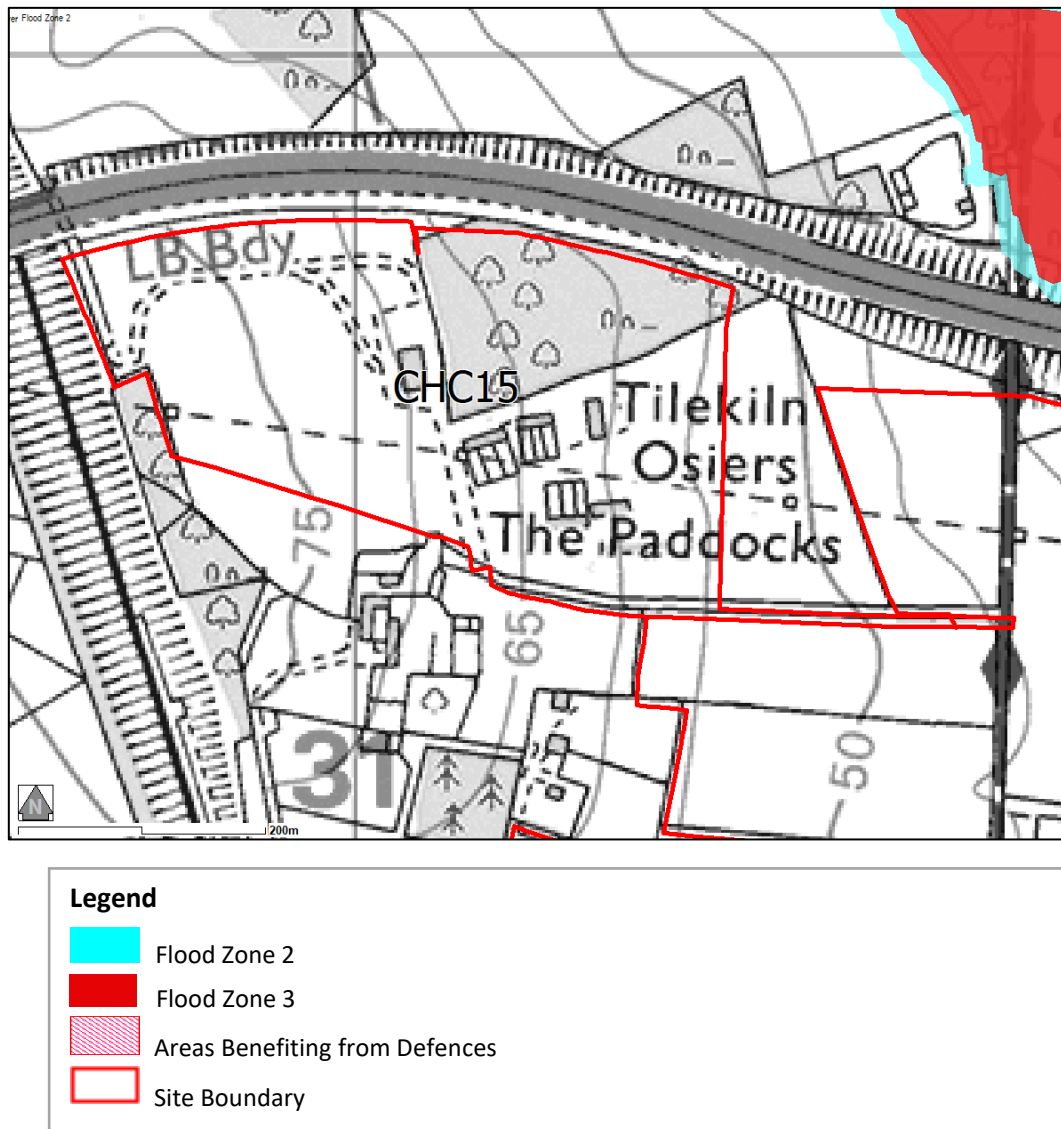 er Flood Zone 2
LB Bdy
CHC15
Tilekiln
Osiers
The Paddocks
75
65
50
31
N
200m
Legend
Flood Zone 2
Flood Zone 3
Areas Benefiting from Defences
Site Boundary